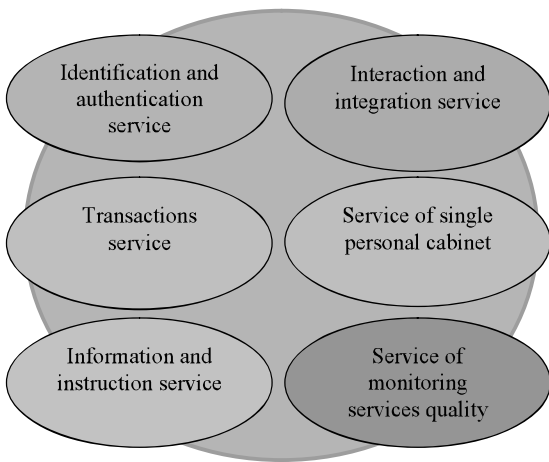 Identification and
authentication
service
Interaction and
integration service
Transactions
service
Service of single
personal cabinet
Information and
instruction service
Service of
monitoring
services quality